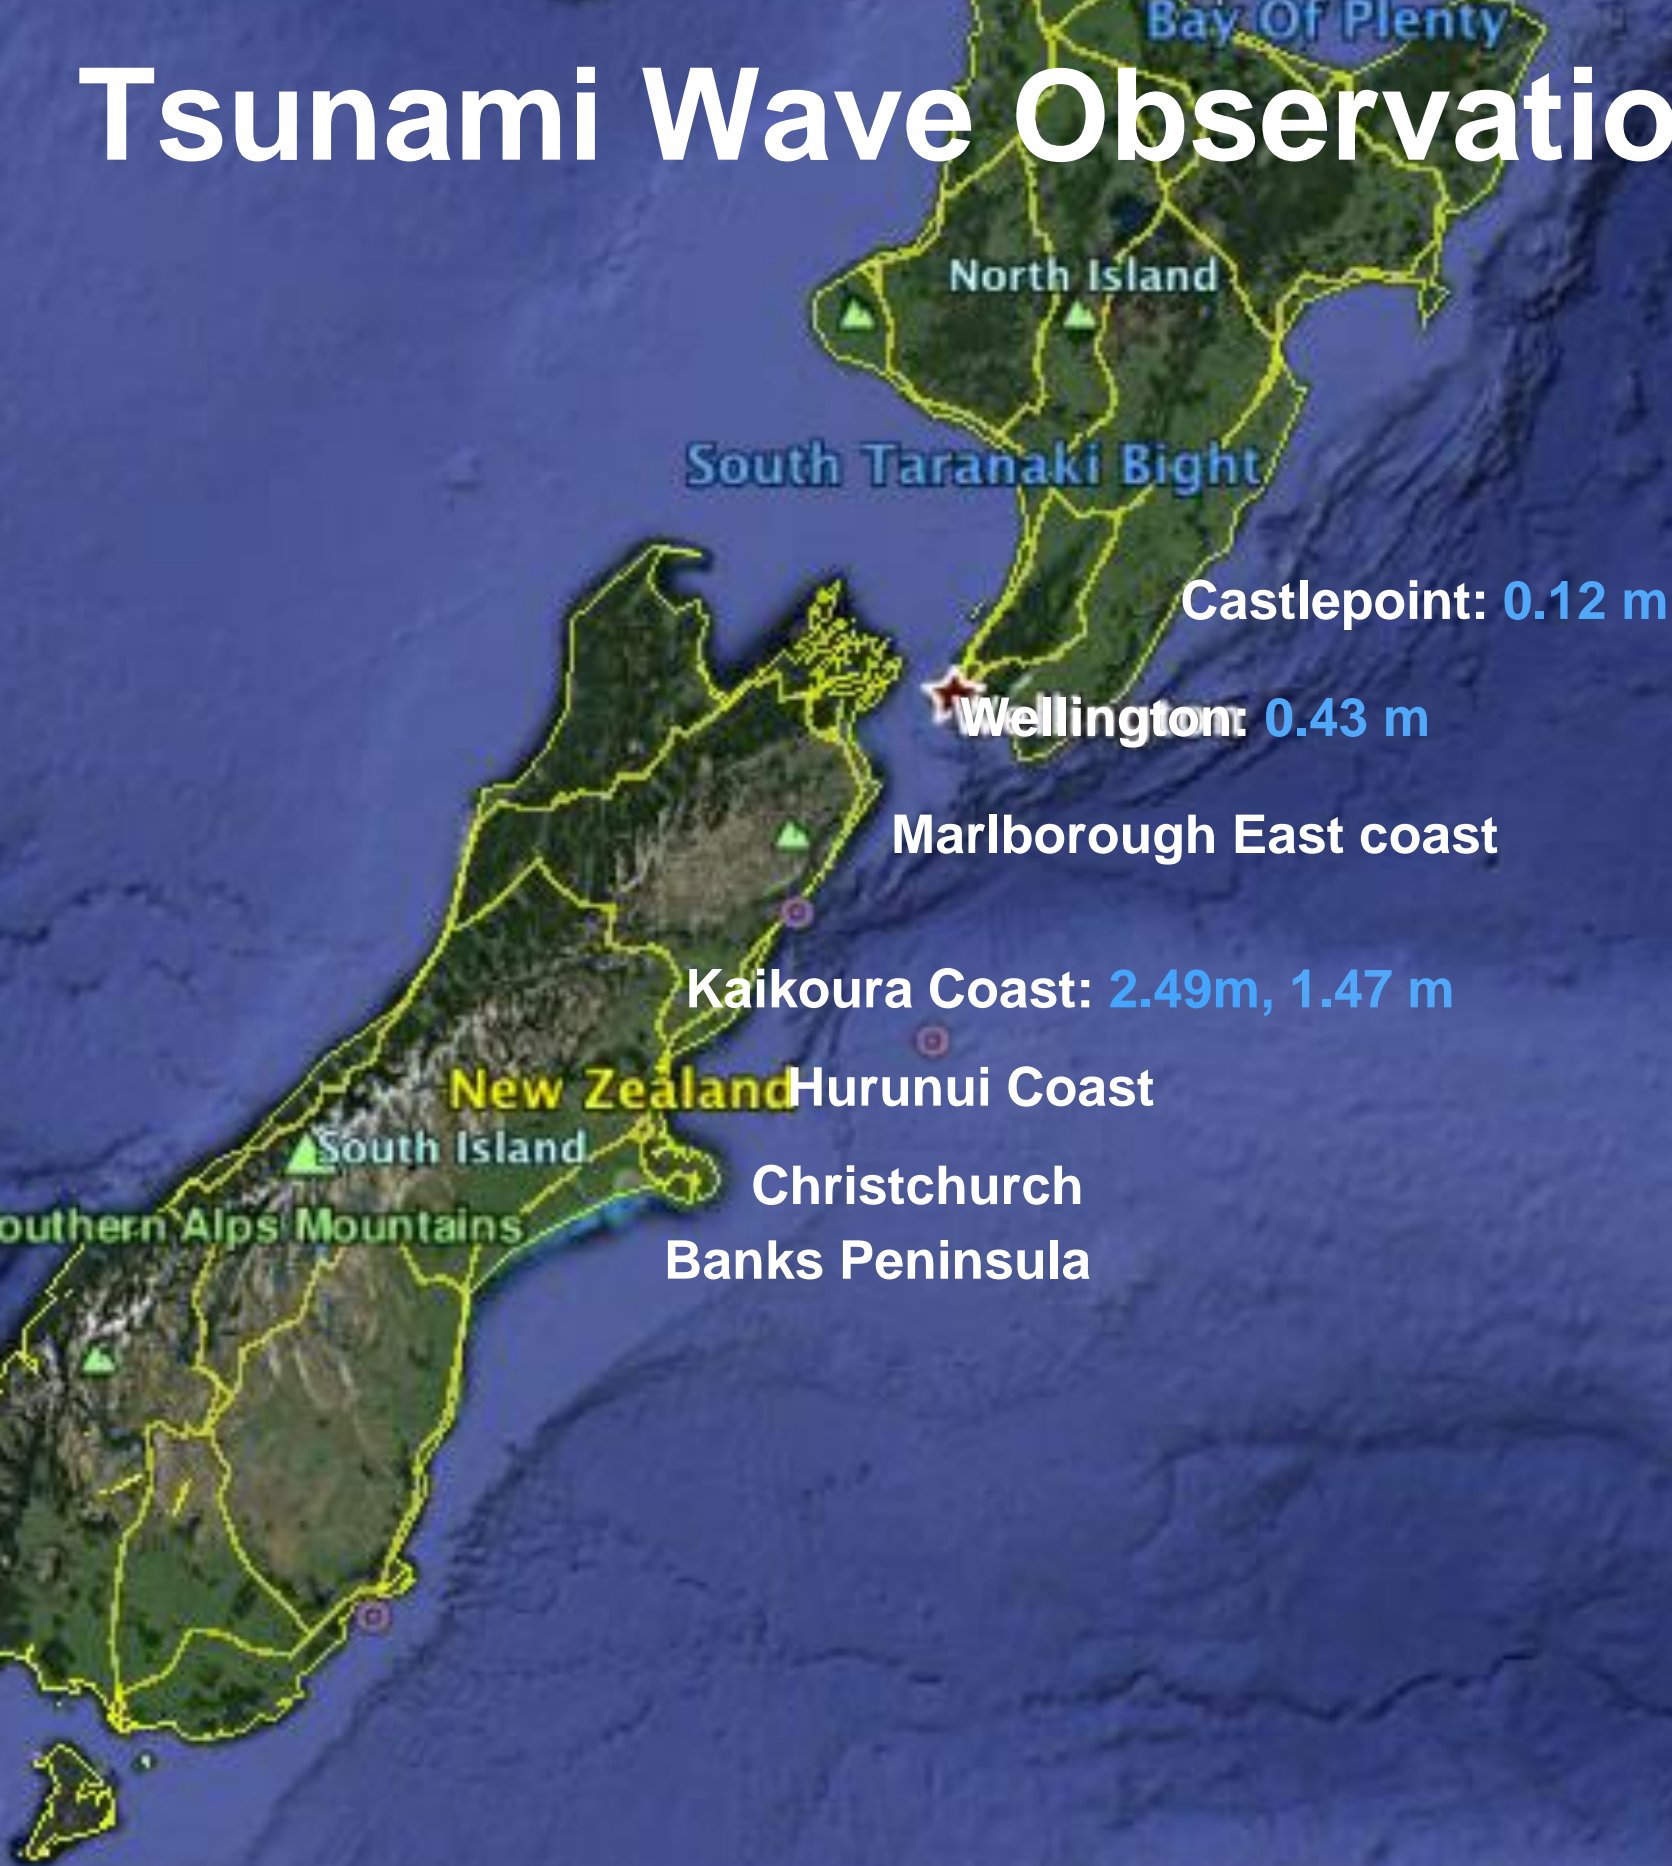 Bay Of Plenty
Tsunami Wave Observatio
North Island
South Taranaki Bight
Castlepoint: 0.12 m
Wellington: 0.43 m
Marlborough East coast
Kaikoura Coast: 2.49m, 1.47 m
New Zealand
Hurunui Coast
South Island
Christchurch
outhern Alps Mountains
Banks Peninsula